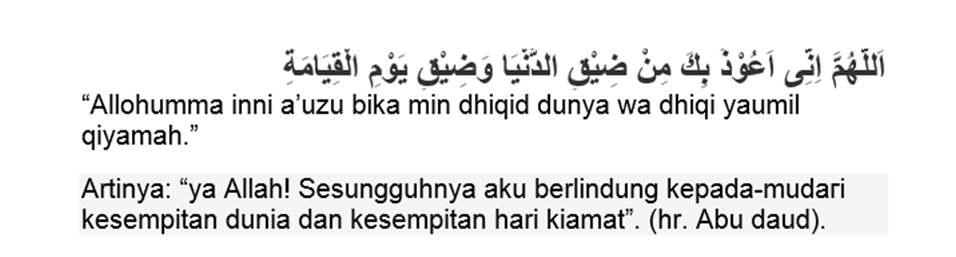 اَللّٰهُمَّ اِنِّى اَعُوْذُ بِكَ مِنْ ضِيْقِ الدُّنْيَا وَضِيْقِ يَوْمِ الْقِيَامَةِ
“Allohumma inni a’uzu bika min dhiqid dunya wa dhiqi yaumil
qiyamah.”
Artinya: “ya Allah! Sesungguhnya aku berlindung kepada-mudari
kesempitan dunia dan kesempitan hari kiamat”. (hr. Abu daud).